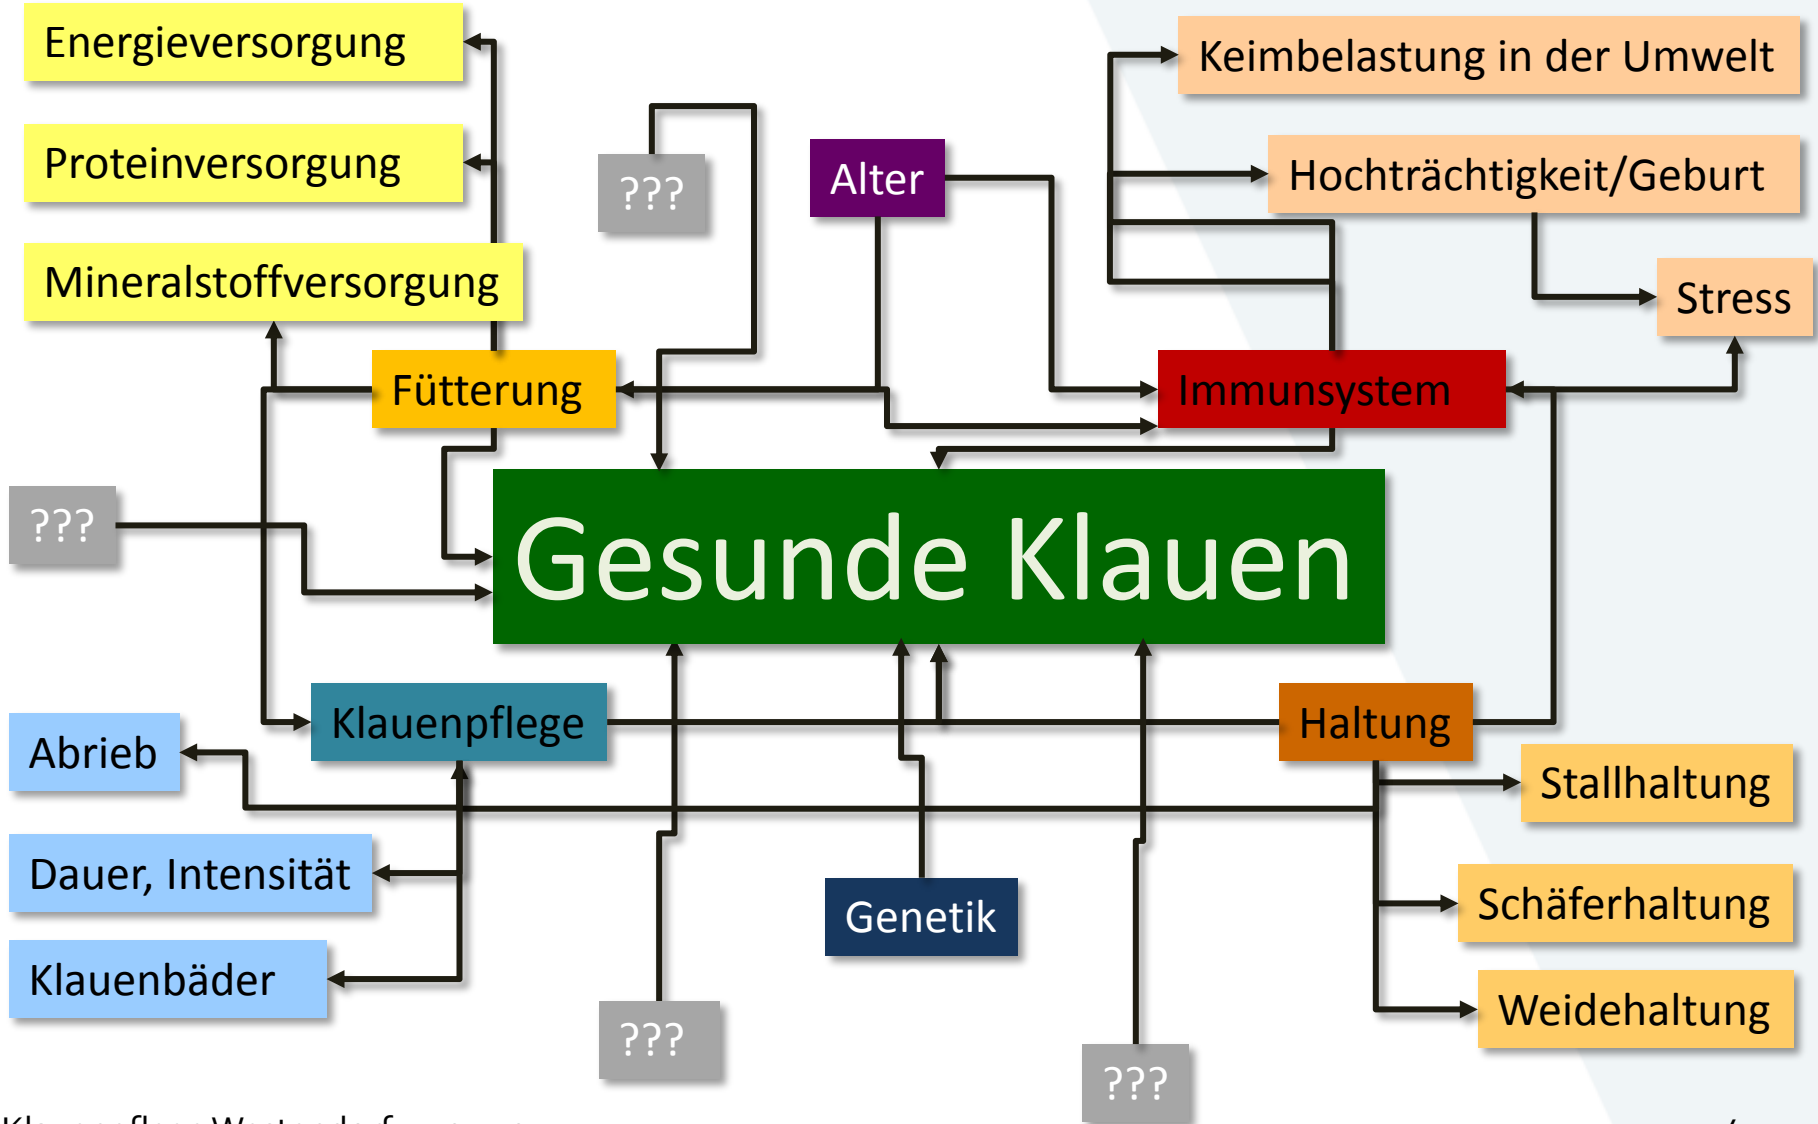 Energieversorgung
Keimbelastung in der Umwelt
Proteinversorgung
???
Alter
Hochträchtigkeit/Geburt
Mineralstoffversorgung
Stress
Fütterung
Immunsystem
???
Gesunde Klauen
Klauenpflege
Haltung
Abrieb
Stallhaltung
Dauer, Intensität
Genetik
Schäferhaltung
Klauenbäder
Weidehaltung
???
???